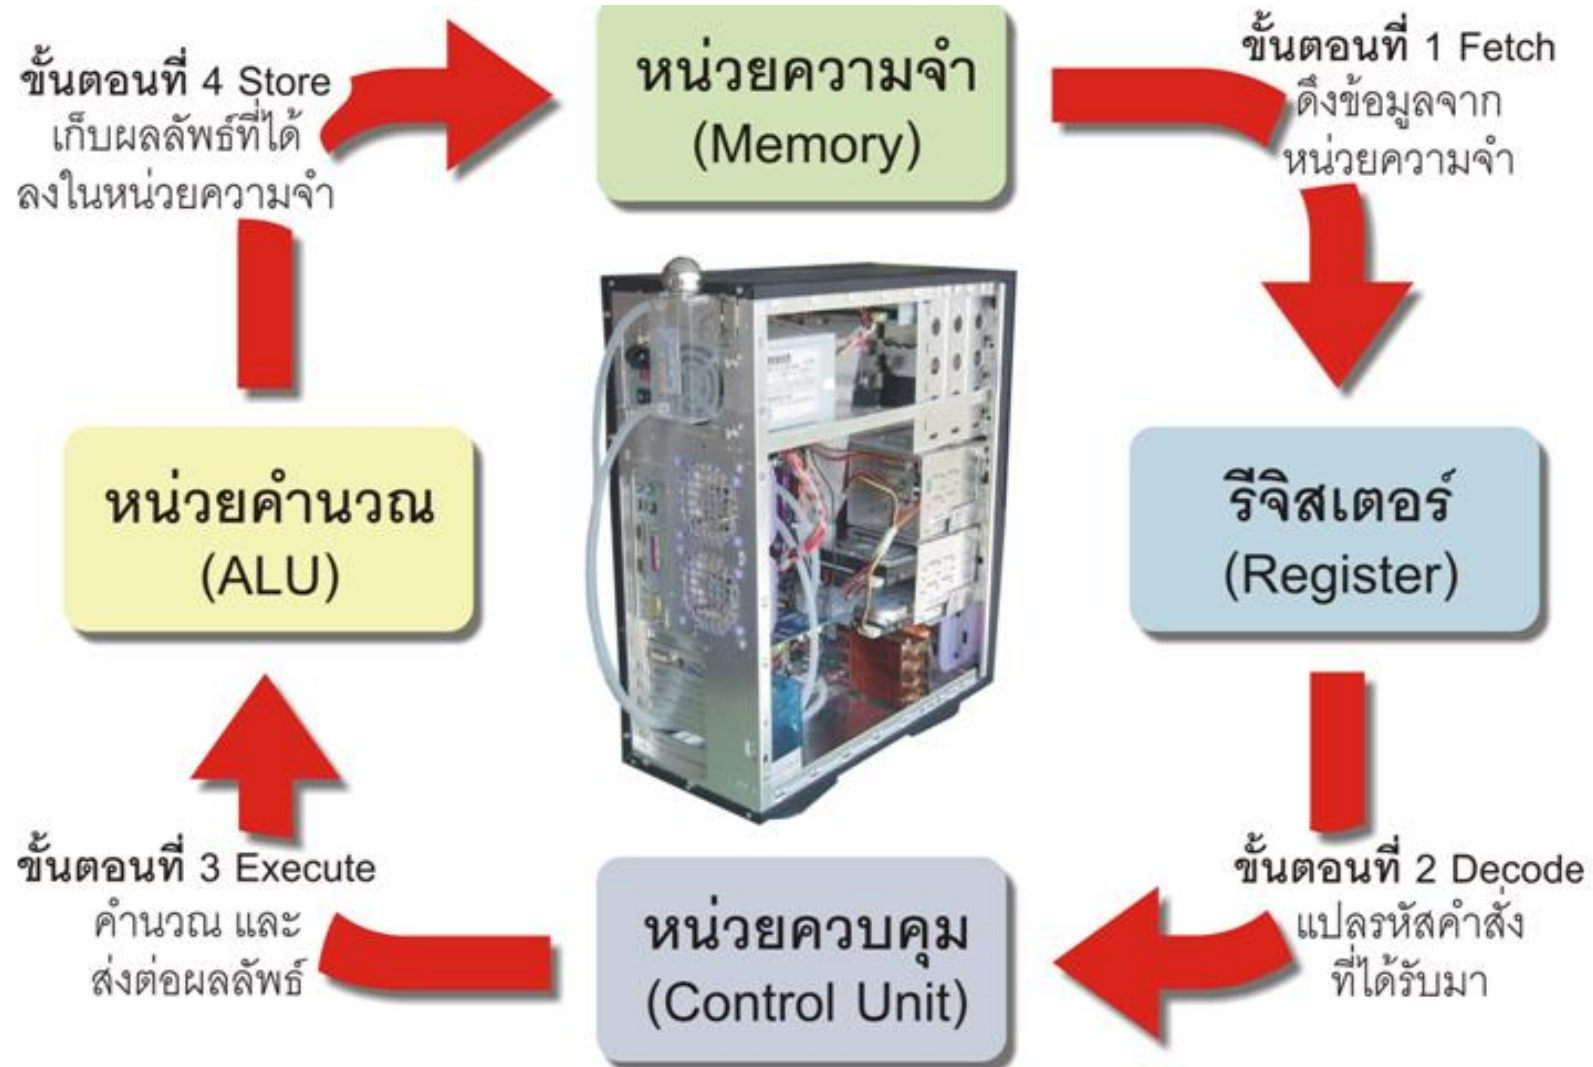 หน่วยความจำ
(Memory)
ขั้นตอนที่ 1 Fetch
ดึงข้อมูลจาก
หน่วยความจำ
รีจิสเตอร์
(Register)
ขั้นตอนที่ 2 Decode
แปลรหัสคำสั่ง
ที่ได้รับมา
หน่วยควบคุม
(Control Unit)
ขั้นตอนที่ 3 Execute
คำนวณ และ
ส่งต่อผลลัพธ์
หน่วยคำนวณ
(ALU)
ขั้นตอนที่ 4 Store
เก็บผลลัพธ์ที่ได้
ลงในหน่วยความจำ